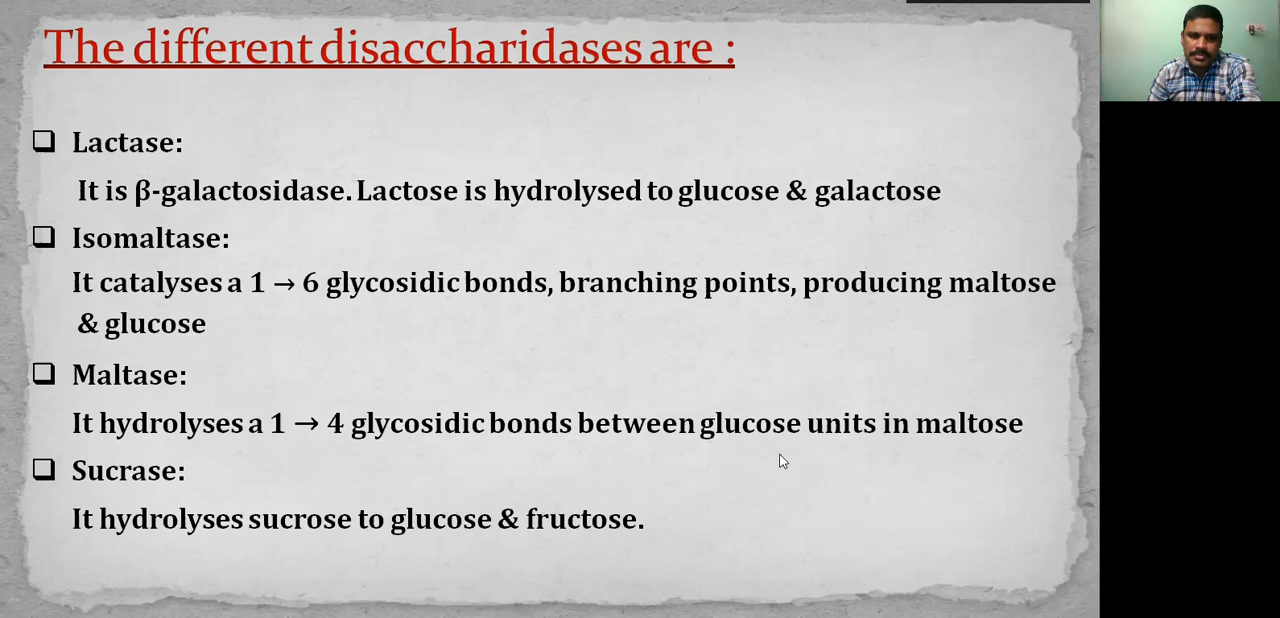 The different disaccharidases are :
❑ Lactase:
It is β-galactosidase. Lactose is hydrolysed to glucose & galactose
❑ Isomaltase:
It catalyses a 1 → 6 glycosidic bonds, branching points, producing maltose
& glucose
❑ Maltase:
It hydrolyses a 1 → 4 glycosidic bonds between glucose units in maltose
❑ Sucrase:
It hydrolyses sucrose to glucose & fructose.